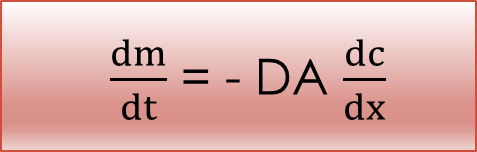 dm/dt = - DA dc/dx